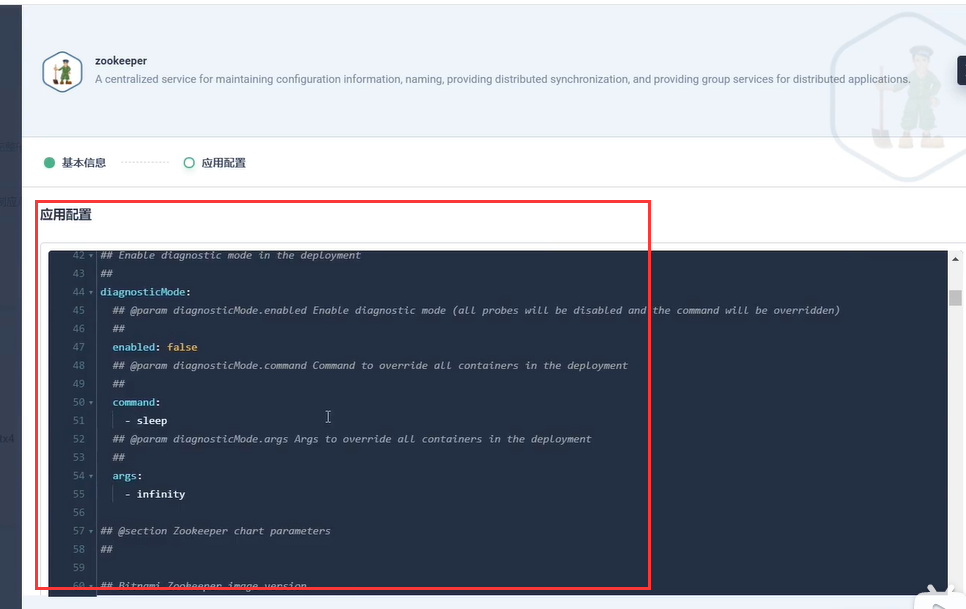 zookeeper
A centralized service for maintaining configuration information, naming, providing distributed synchronization, and providing group services for distributed applications.
基本信息
应用配置
应用配置
42 ## Enable diagnostic mode in the deployment
43 ##
44 diagnosticMode:
45 ## @param diagnosticMode.enabled Enable diagnostic mode (all probes will be disabled and the command will be overridden)
46 ##
47 enabled: false
48 ## @param diagnosticMode.command Command to override all containers in the deployment
49 ##
50 command:
51 - sleep
52 ## @param diagnosticMode.args Args to override all containers in the deployment
53 ##
54 args:
55 - infinity
56
57 ## @section Zookeeper chart parameters
58 ##
59
60 ## Bitnami Zookeeper image version